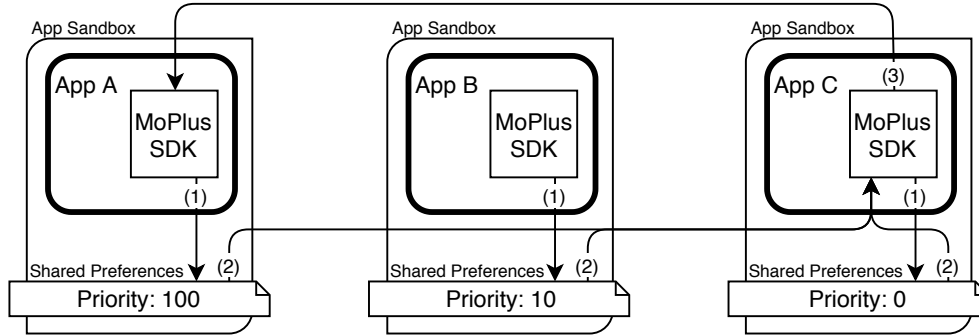 App Sandbox
App A
MoPlus
SDK
(1)
(2)
Shared Preferences
Priority: 100
App Sandbox
App B
MoPlus
SDK
(1)
(2)
Shared Preferences
Priority: 10
App Sandbox
(3)
App C
MoPlus
SDK
(1)
(2)
Shared Preferences
Priority: 0